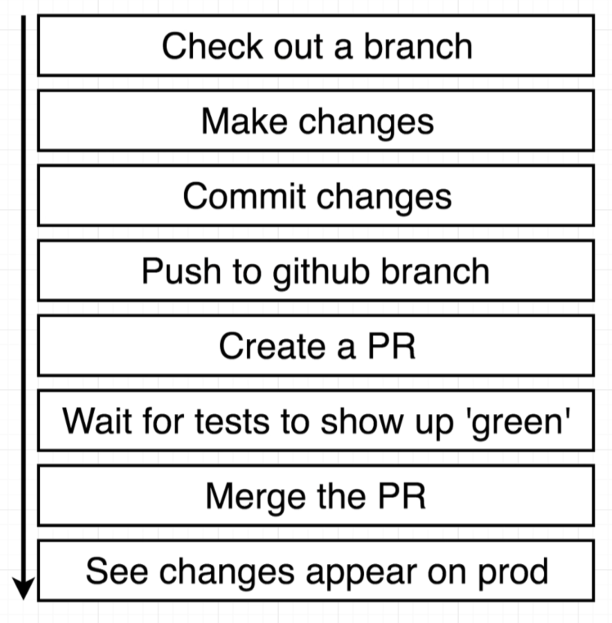 Check out a branch
Make changes
Commit changes
Push to github branch
Create a PR
Wait for tests to show up 'green'
Merge the PR
See changes appear on prod